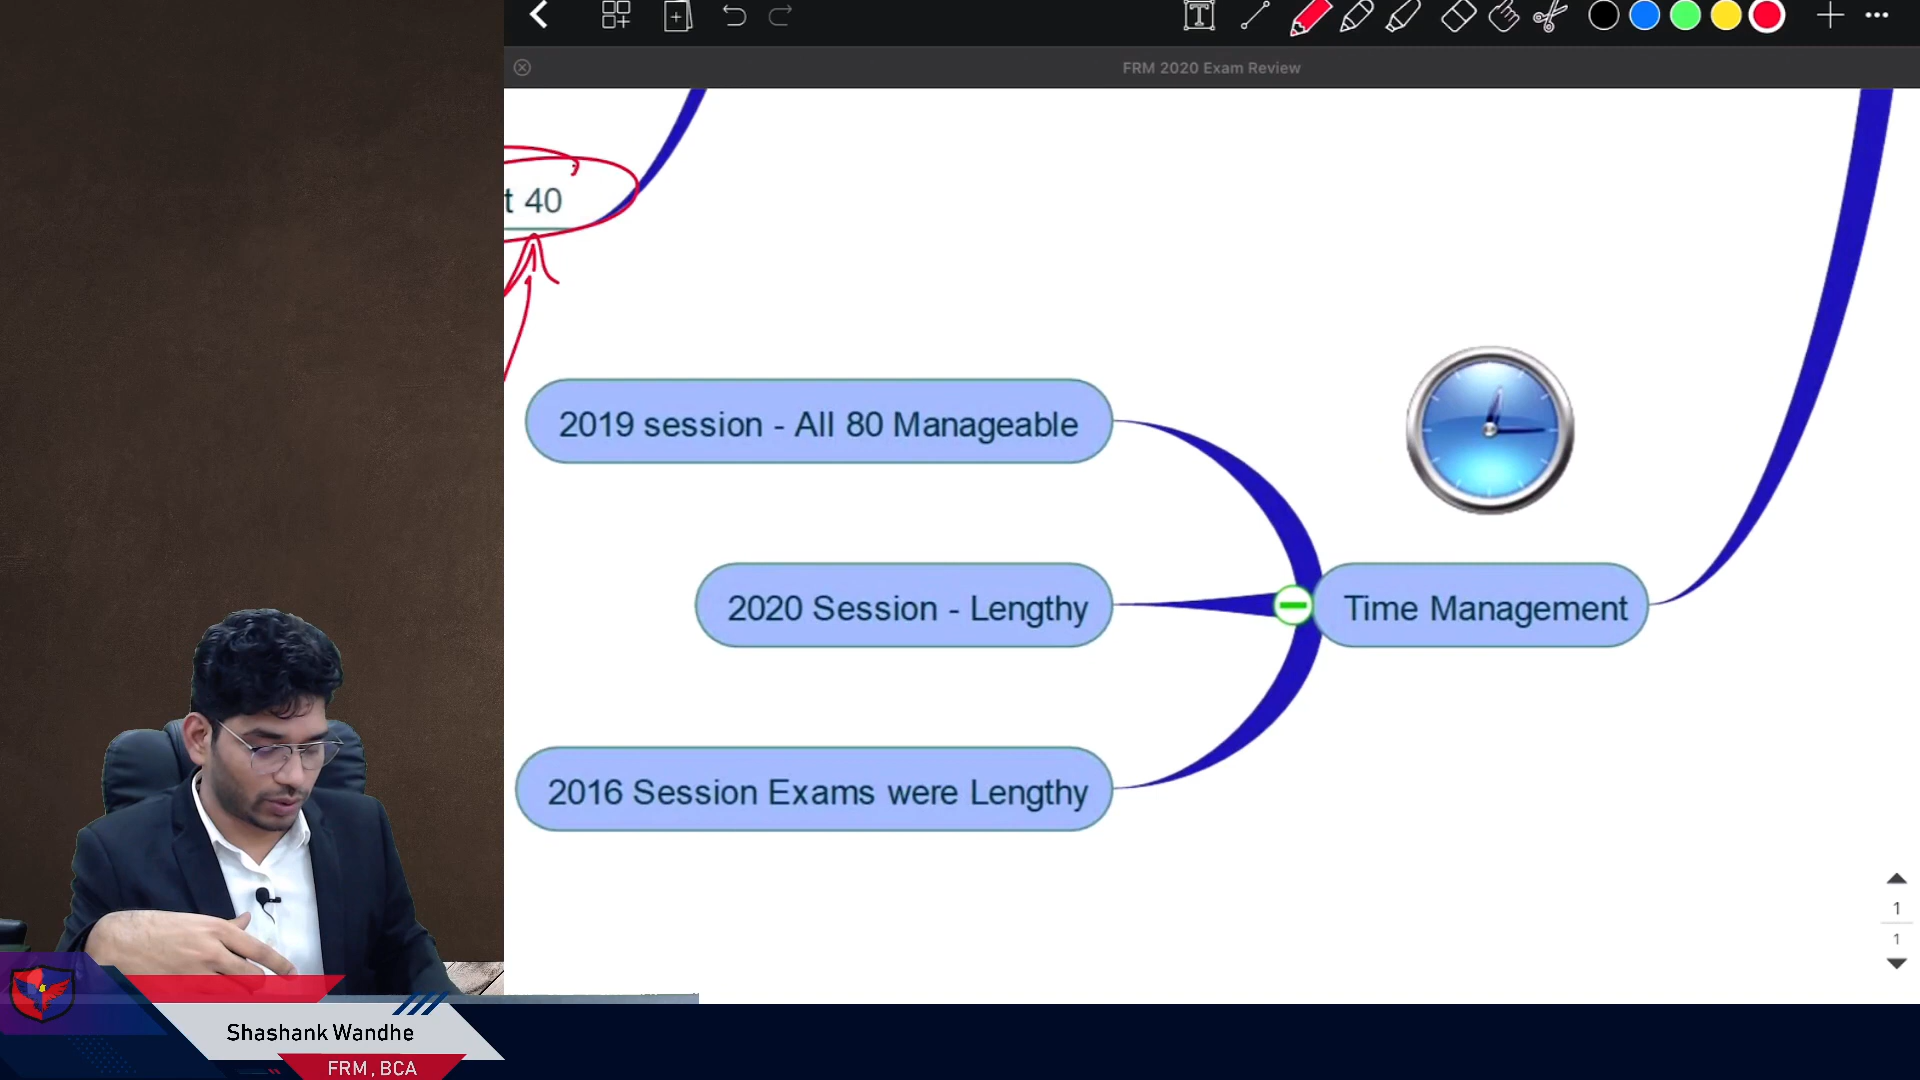 FRM 2020 Exam Review
t 40
2019 session - All 80 Manageable
2020 Session - Lengthy
Time Management
2016 Session Exams were Lengthy
1
1
Shashank Wandhe
FRM, BCA